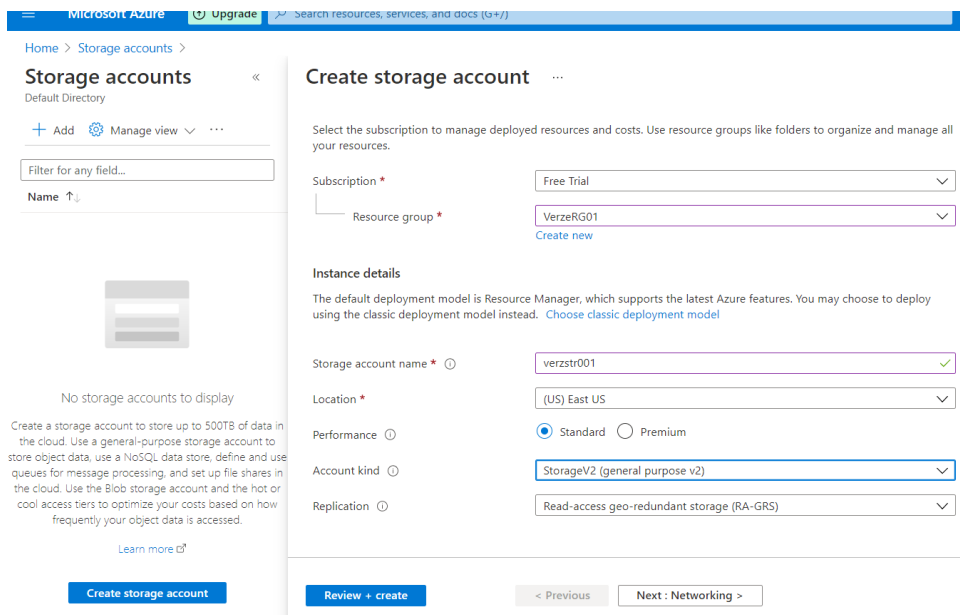 Microsoft Azure
Upgrade
Search resources, services, and docs (G+/)
Home > Storage accounts >
Storage accounts «
Default Directory
+ Add Manage view ...
Filter for any field...
Name ↑↓
No storage accounts to display
Create a storage account to store up to 500TB of data in
the cloud. Use a general-purpose storage account to
store object data, use a NoSQL data store, define and use
queues for message processing, and set up file shares in
the cloud. Use the Blob storage account and the hot or
cool access tiers to optimize your costs based on how
frequently your object data is accessed.
Learn more
Create storage account
Create storage account ...
Select the subscription to manage deployed resources and costs. Use resource groups like folders to organize and manage all
your resources.
Subscription *
Free Trial
Resource group *
VerzeRG01
Create new
Instance details
The default deployment model is Resource Manager, which supports the latest Azure features. You may choose to deploy
using the classic deployment model instead. Choose classic deployment model
Storage account name *
verzstr001
Location *
(US) East US
Performance
Standard Premium
Account kind
StorageV2 (general purpose v2)
Replication
Read-access geo-redundant storage (RA-GRS)
Review + create
< Previous
Next : Networking >